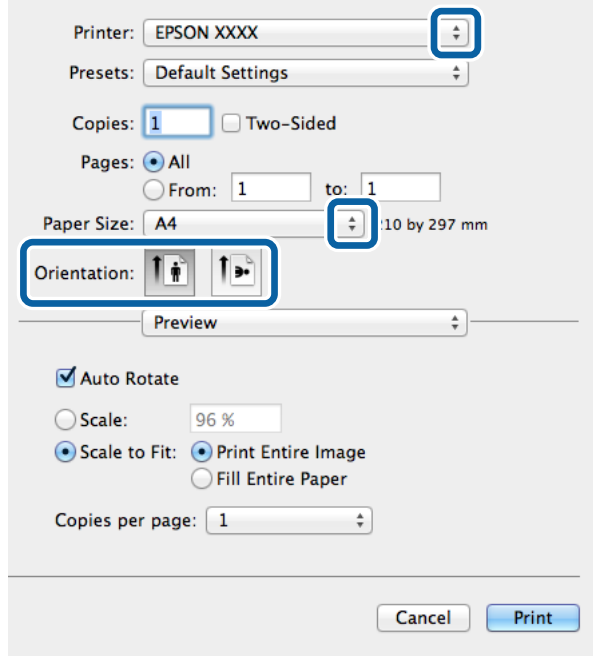 Printer: EPSON XXXX
Presets: Default Settings
Copies: 1 Two-Sided
Pages: All
From: 1 to: 1
Paper Size: A4 10 by 297 mm
Orientation:
Preview
Auto Rotate
Scale: 96 %
Scale to Fit: Print Entire Image
Fill Entire Paper
Copies per page: 1
Cancel Print